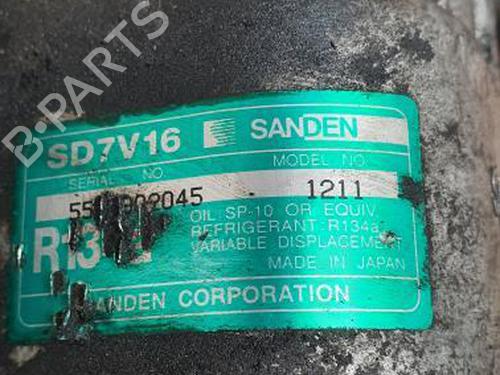 SD7V16 SANDEN
SERIAL NO. MODEL NO.
1211
OIL SP-10 OR EQUIV.
REFRIGERANT: R134a
VARIABLE DISPLACEMENT
MADE IN JAPAN
SANDEN CORPORATION
B-PARTS